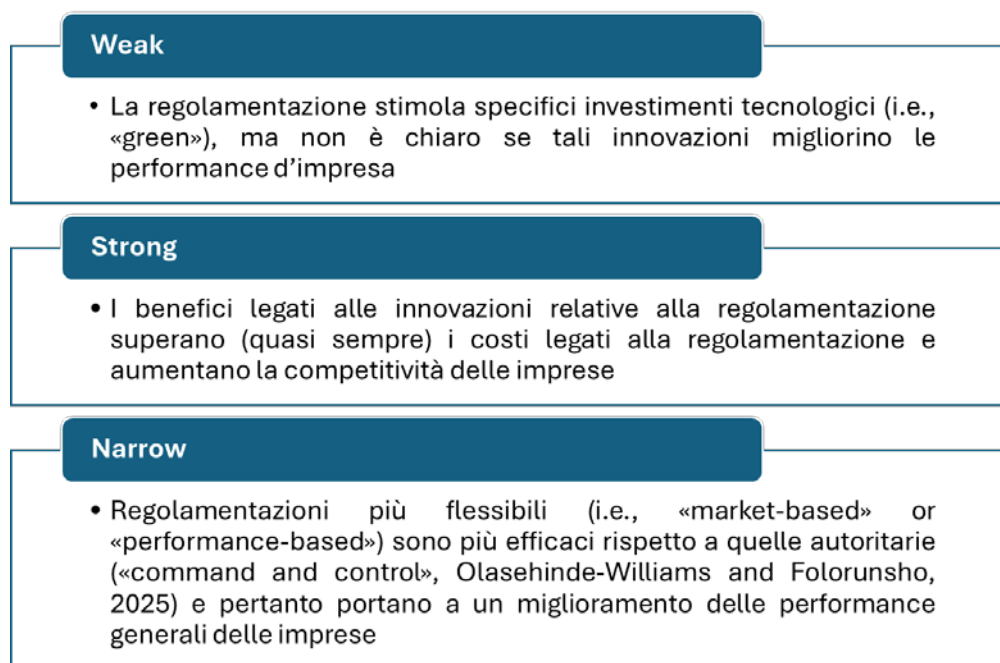 Weak
• La regolamentazione stimola specifici investimenti tecnologici (i.e.,
«green»), ma non è chiaro se tali innovazioni migliorino le
performance d’impresa
Strong
• I benefici legati alle innovazioni relative alla regolamentazione
superano (quasi sempre) i costi legati alla regolamentazione e
aumentano la competitività delle imprese
Narrow
• Regolamentazioni più flessibili (i.e., «market-based» or
«performance-based») sono più efficaci rispetto a quelle autoritarie
(«command and control», Olasehinde-Williams and Folorunsho,
2025) e pertanto portano a un miglioramento delle performance
generali delle imprese